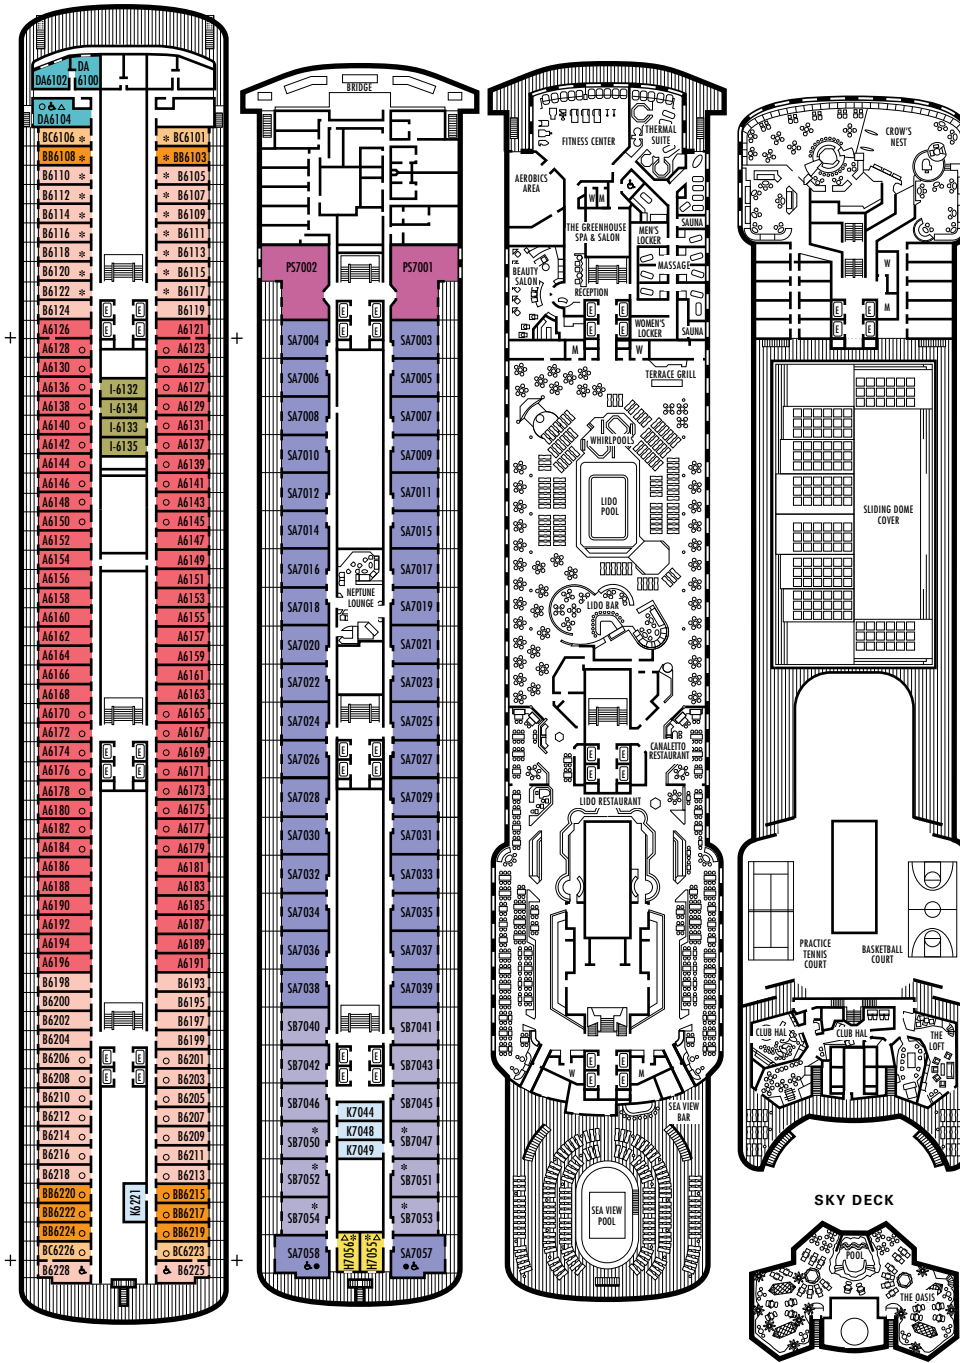 DA6102
DA
6100
DA6104
BC6106 *
BB6108 *
B6110 *
B6112 *
B6114 *
B6116 *
B6118 *
B6120 *
B6122 *
B6124
A6126
A6128
A6130
A6136
A6138
A6140
A6142
A6144
A6146
A6148
A6150
A6152
A6154
A6156
A6158
A6160
A6162
A6164
A6166
A6168
A6170
A6172
A6174
A6176
A6178
A6180
A6182
A6184
A6186
A6188
A6190
A6192
A6194
A6196
B6198
B6200
B6202
B6204
B6206
B6208
B6210
B6212
B6214
B6216
B6218
BB6220
BB6222
BB6224
BC6226
B6228
E E
E E
I-6132
I-6134
I-6133
I-6135
E E
E E
E E
E E
K6221
BC6101
* BB6103
* B6105
* B6107
* B6109
* B6111
* B6113
* B6115
* B6117
B6119
A6121
A6123
A6125
A6127
A6129
A6131
A6137
A6139
A6141
A6143
A6145
A6147
A6149
A6151
A6153
A6155
A6157
A6159
A6161
A6163
A6165
A6167
A6169
A6171
A6173
A6175
A6177
A6179
A6181
A6183
A6185
A6187
A6189
A6191
B6193
B6195
B6197
B6199
B6201
B6203
B6205
B6207
B6209
B6211
B6213
BB6215
BB6217
BB6219
BC6223
B6225
BRIDGE
PS7002
SA7004
SA7006
SA7008
SA7010
SA7012
SA7014
SA7016
SA7018
SA7020
SA7022
SA7024
SA7026
SA7028
SA7030
SA7032
SA7034
SA7036
SA7038
SB7040
SB7042
SB7046
*
SB7050
*
SB7052
*
SB7054
SA7058
E E
E E
NEPTUNE
LOUNGE
E E
E E
E E
E E
K7044
K7048
K7049
H7056 *
H7055 *
PS7001
SA7003
SA7005
SA7007
SA7009
SA7011
SA7015
SA7017
SA7019
SA7021
SA7023
SA7025
SA7027
SA7029
SA7031
SA7033
SA7035
SA7037
SA7039
SB7041
SB7043
SB7045
*
SB7047
*
SB7051
*
SB7053
SA7057
FITNESS CENTER
THERMAL
SUITE
AEROBICS
AREA
W M
THE GREENHOUSE
SPA & SALON
MEN'S
LOCKER
SAUNA
BEAUTY
SALON
MASSAGE
RECEPTION
E E
E E
WOMEN'S
LOCKER
SAUNA
M
W
TERRACE GRILL
WHIRLPOOLS
LIDO
POOL
LIDO BAR
CANALETTO
RESTAURANT
E E
E E
LIDO RESTAURANT
W
E E
E E
M
SEA VIEW
BAR
SEA VIEW
POOL
CROW'S
NEST
W
M
E E
E E
SLIDING DOME
COVER
PRACTICE
TENNIS
COURT
BASKETBALL
COURT
CLUB HAL
CLUB HAL
THE
LOFT
SKY DECK
POOL
THE OASIS